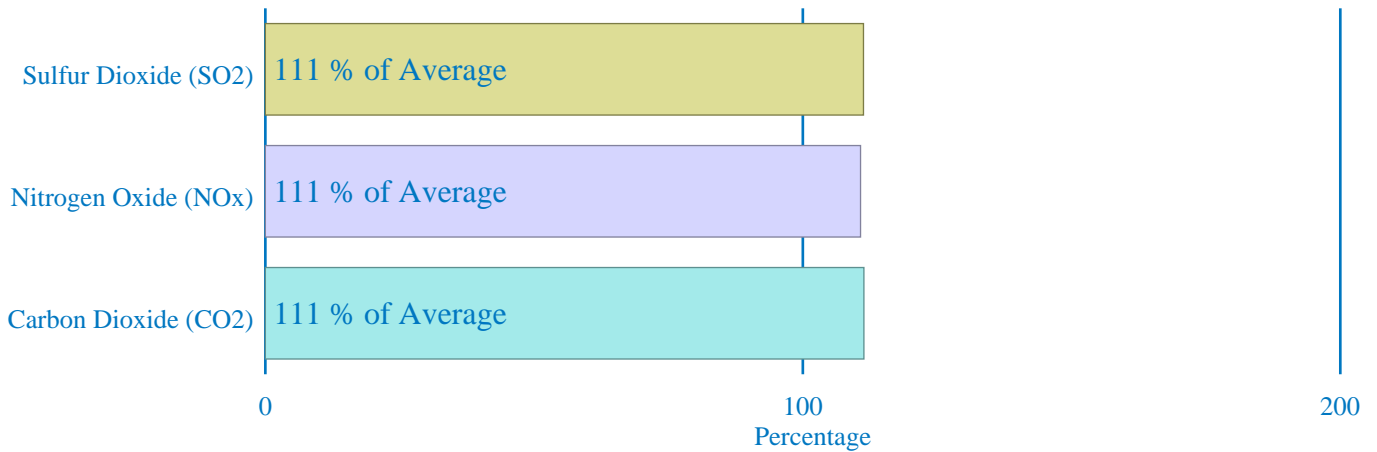 Sulfur Dioxide (SO2)
111 % of Average
Nitrogen Oxide (NOx)
111 % of Average
Carbon Dioxide (CO2)
111 % of Average
0 100 200
Percentage